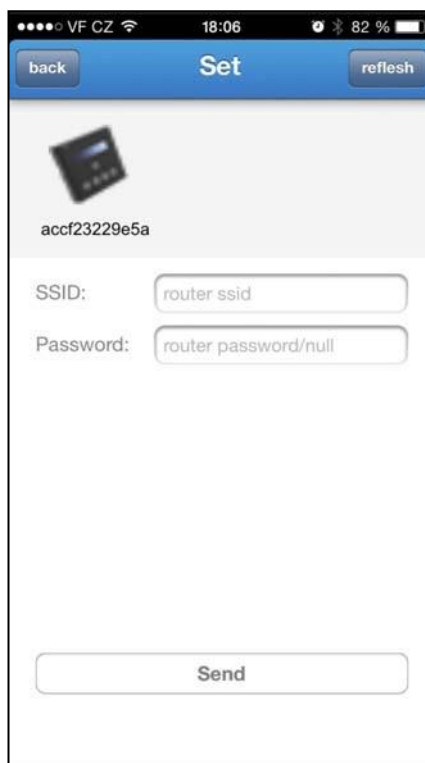 VF CZ 18:06 82 %
back Set reflesh
accf23229e5a
SSID: router ssid
Password: router password/null
Send